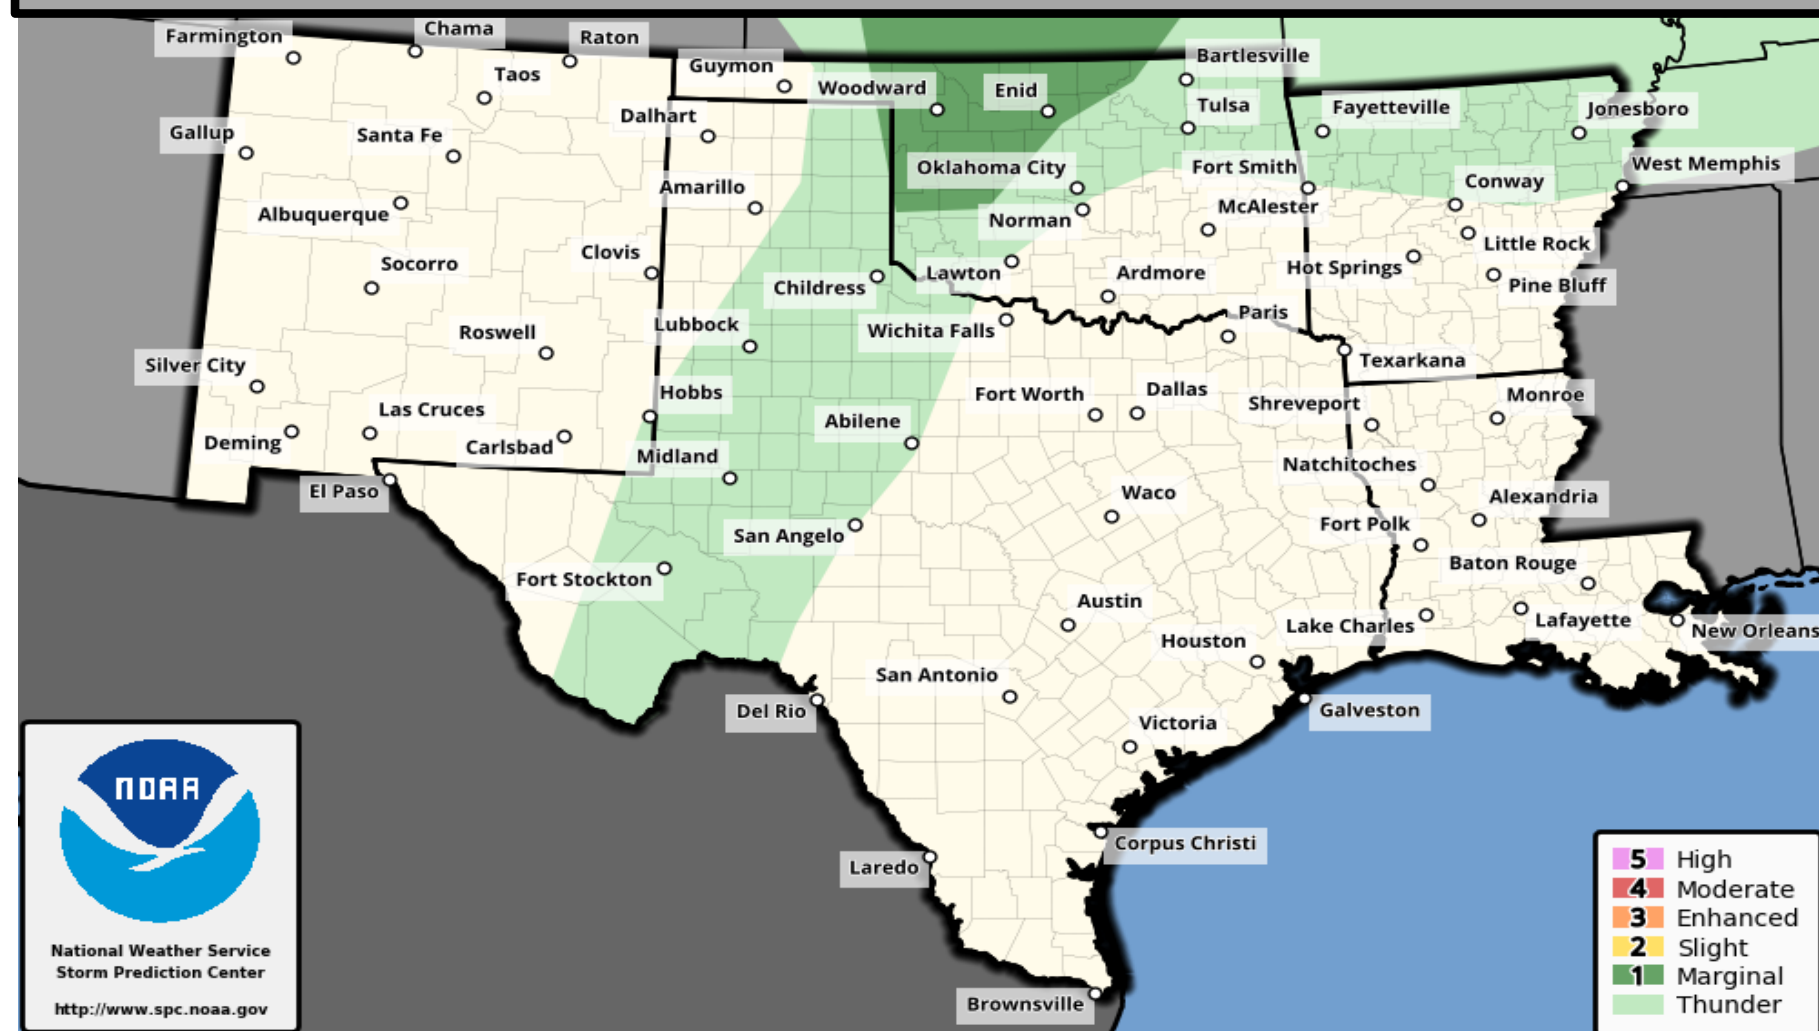 Farmington
Chama
Raton
Taos
Guymon
Bartlesville
Woodward
Enid
Dalhart
Tulsa
Fayetteville
Jonesboro
Gallup
Santa Fe
Oklahoma City
Fort Smith
West Memphis
Amarillo
Conway
Albuquerque
Norman
McAlester
Socorro
Clovis
Lawton
Ardmore
Hot Springs
Little Rock
Childress
Pine Bluff
Paris
Roswell
Lubbock
Wichita Falls
Silver City
Texarkana
Las Cruces
Hobbs
Fort Worth
Dallas
Shreveport
Monroe
Deming
Carlsbad
Abilene
Midland
Natchitoches
El Paso
Waco
Alexandria
San Angelo
Fort Polk
Fort Stockton
Baton Rouge
Austin
Lake Charles
Lafayette
New Orleans
Houston
San Antonio
Del Rio
Galveston
Victoria
Corpus Christi
Laredo
Brownsville
NOAA
National Weather Service
Storm Prediction Center
http://www.spc.noaa.gov
5 High
4 Moderate
3 Enhanced
2 Slight
1 Marginal
Thunder